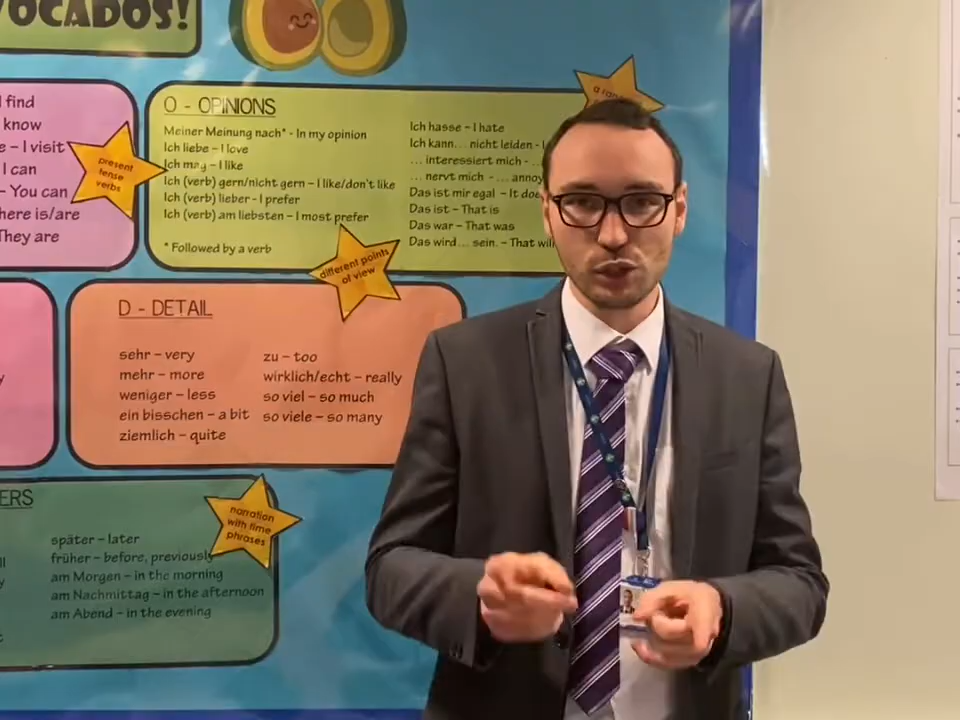 OCADOS!
I find
know
– I visit
I can
– You can
here is/are
They are
present
tense
verbs
O - OPINIONS
Meiner Meinung nach* - In my opinion
Ich liebe – I love
Ich mag – I like
Ich (verb) gern/nicht gern – I like/don't like
Ich (verb) lieber – I prefer
Ich (verb) am liebsten – I most prefer
*Followed by a verb
Ich hasse – I hate
Ich kann... nicht leiden -
... interessiert mich -
... nervt mich - ... annoy
Das ist mir egal – It doe
Das ist – That is
Das war – That was
Das wird... sein. – That wil
a ran
different points
of view
D - DETAIL
sehr – very
mehr – more
weniger – less
ein bisschen – a bit
ziemlich – quite
zu – too
wirklich/echt – really
so viel – so much
so viele – so many
ERS
später – later
früher – before, previously
am Morgen – in the morning
am Nachmittag – in the afternoon
am Abend – in the evening
narration
with time
phrases